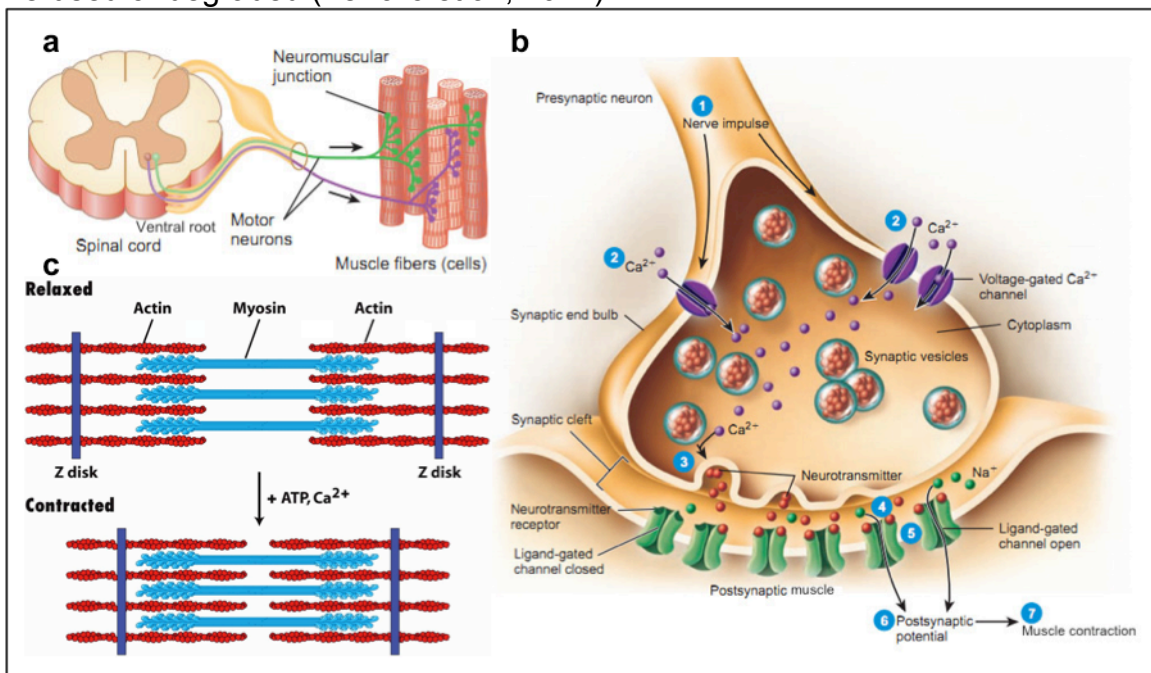 a
Neuromuscular
junction
Ventral root
Spinal cord
Motor
neurons
Muscle fibers (cells)
b
Presynaptic neuron
1
Nerve impulse
2
Ca2+
2
Ca2+
Voltage-gated Ca2+
channel
Synaptic end bulb
Cytoplasm
Synaptic vesicles
Synaptic cleft
Ca2+
3
Neurotransmitter
Na+
Neurotransmitter
receptor
4
5
Ligand-gated
channel closed
Ligand-gated
channel open
Postsynaptic muscle
6 Postsynaptic
potential
7
Muscle contraction
c
Relaxed
Actin
Myosin
Actin
Z disk
Z disk
+ ATP, Ca2+
Contracted